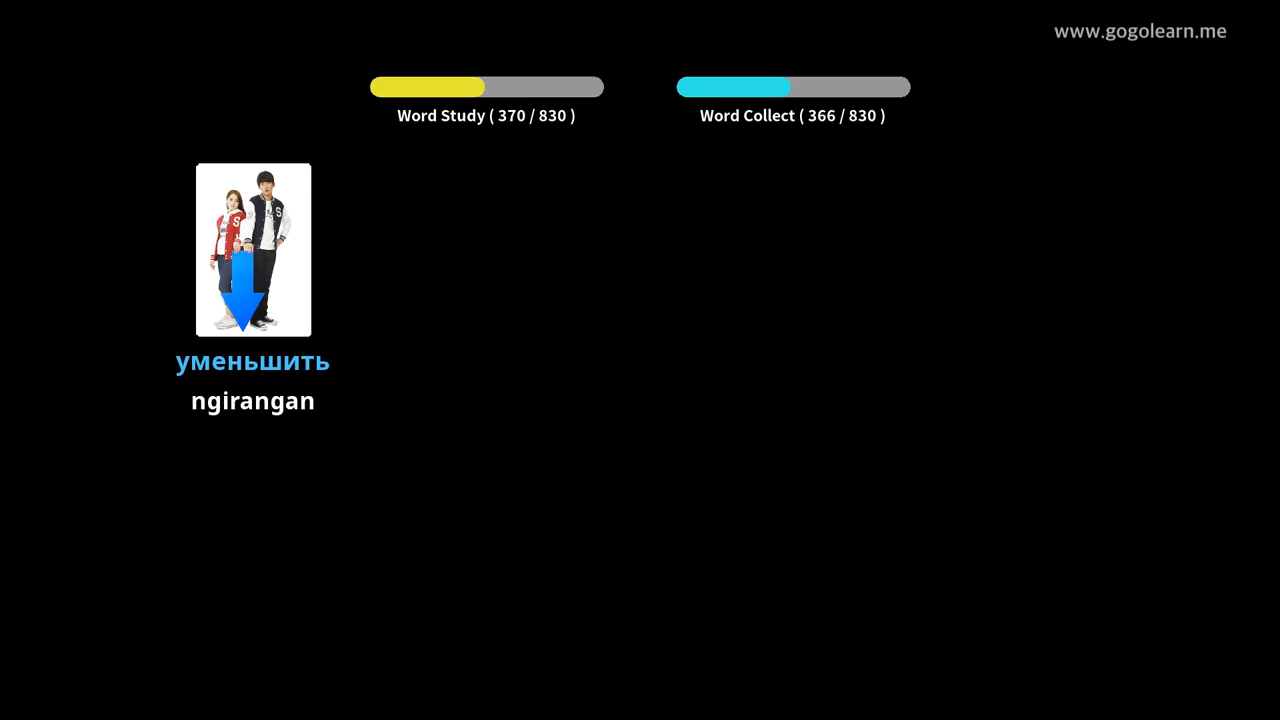 www.gogolearn.me
Word Study ( 370 / 830 )
Word Collect ( 366 / 830 )
S
S
уменьшить
ngirangan